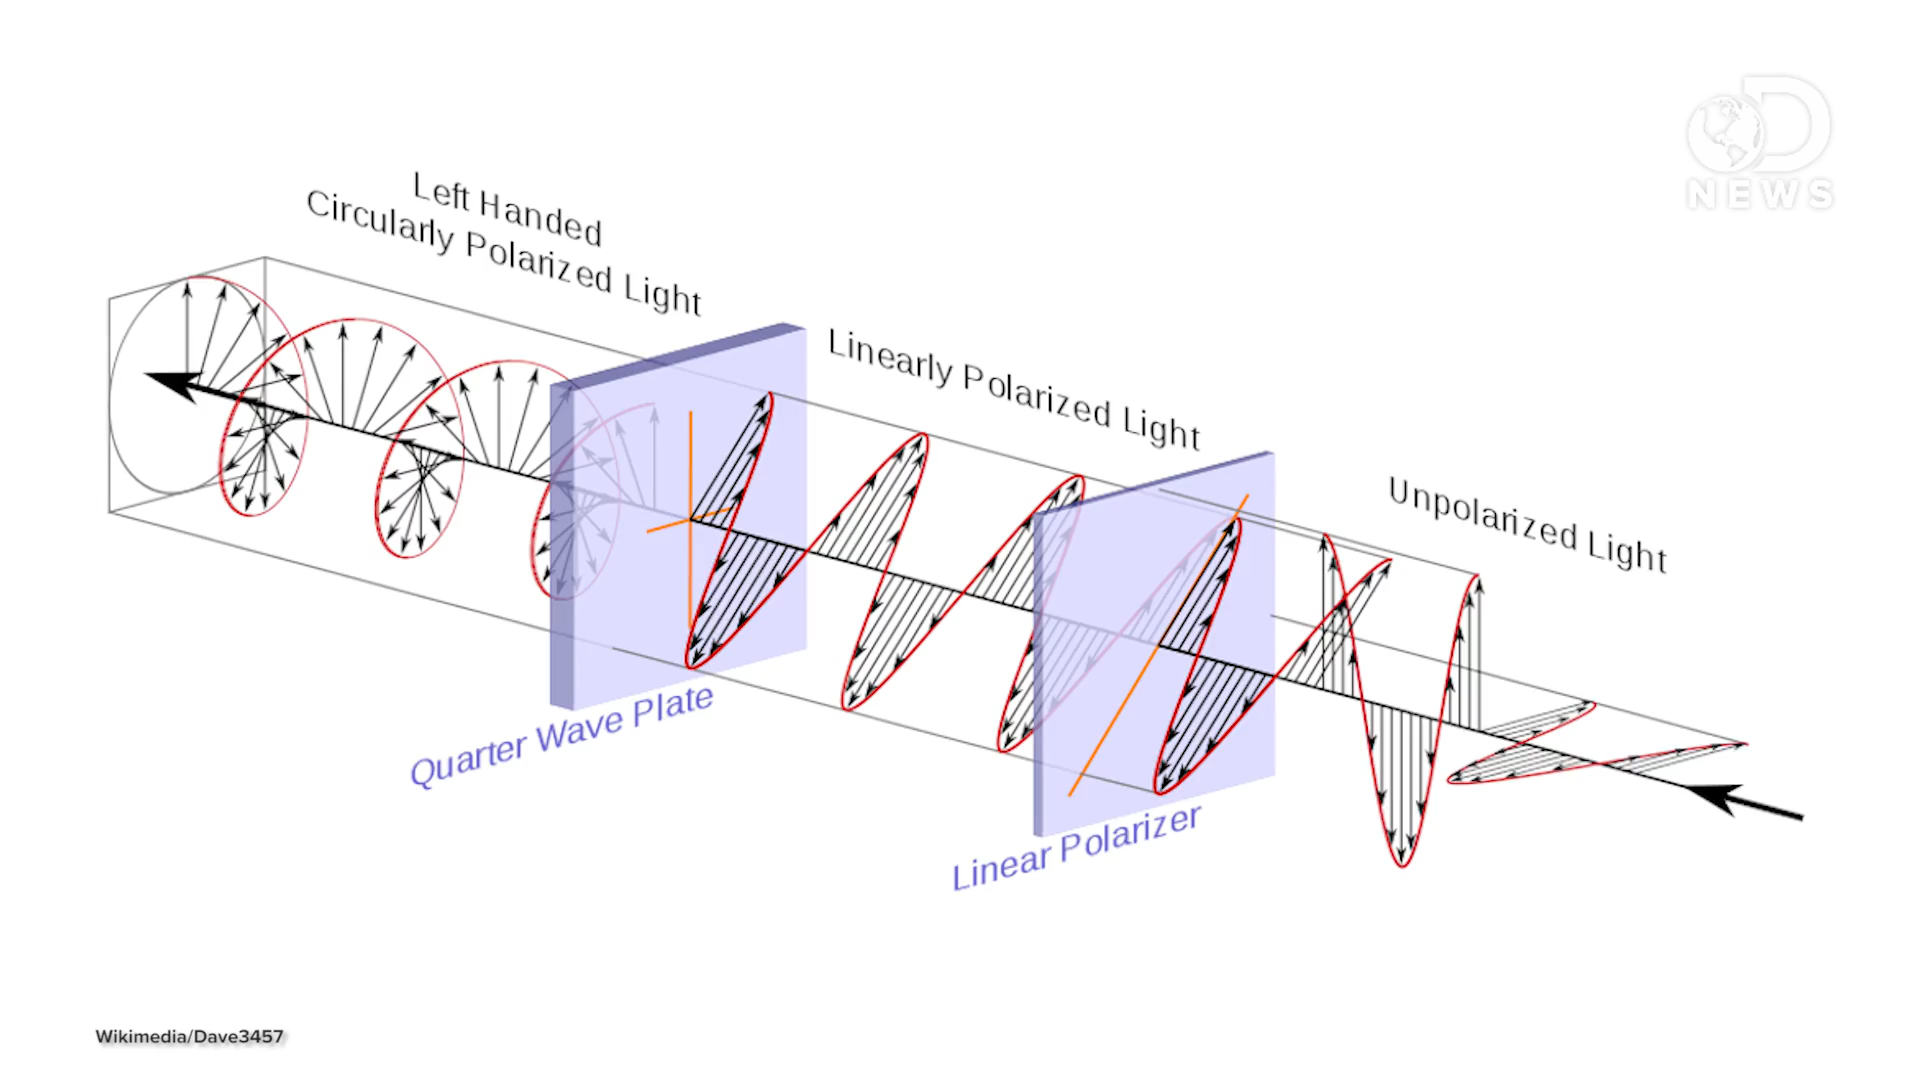 D
NEWS
Left Handed
Circularly Polarized Light
Linearly Polarized Light
Unpolarized Light
Quarter Wave Plate
Linear Polarizer
Wikimedia/Dave3457